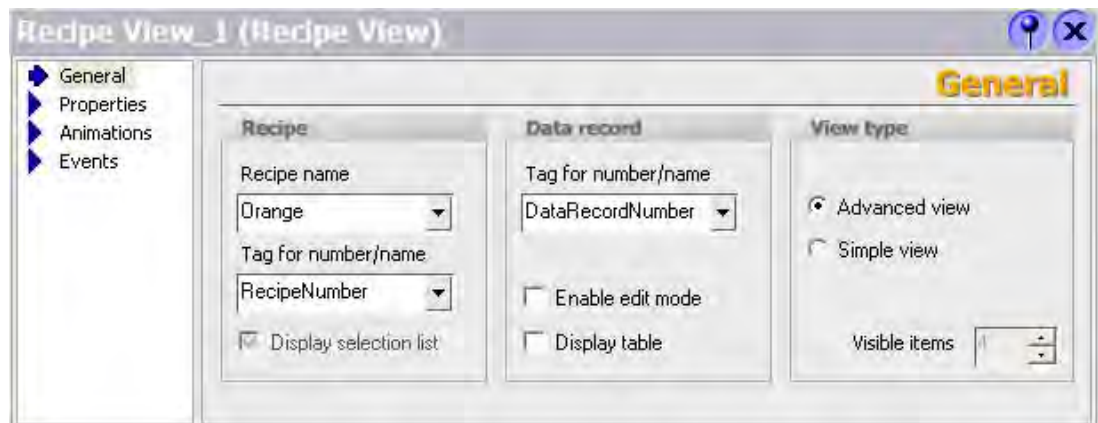 Recipe View_1 (Recipe View)
General
Properties
Animations
Events
General
Recipe
Recipe name
Orange
Tag for number/name
RecipeNumber
Display selection list
Data record
Tag for number/name
DataRecordNumber
Enable edit mode
Display table
View type
Advanced view
Simple view
Visible items